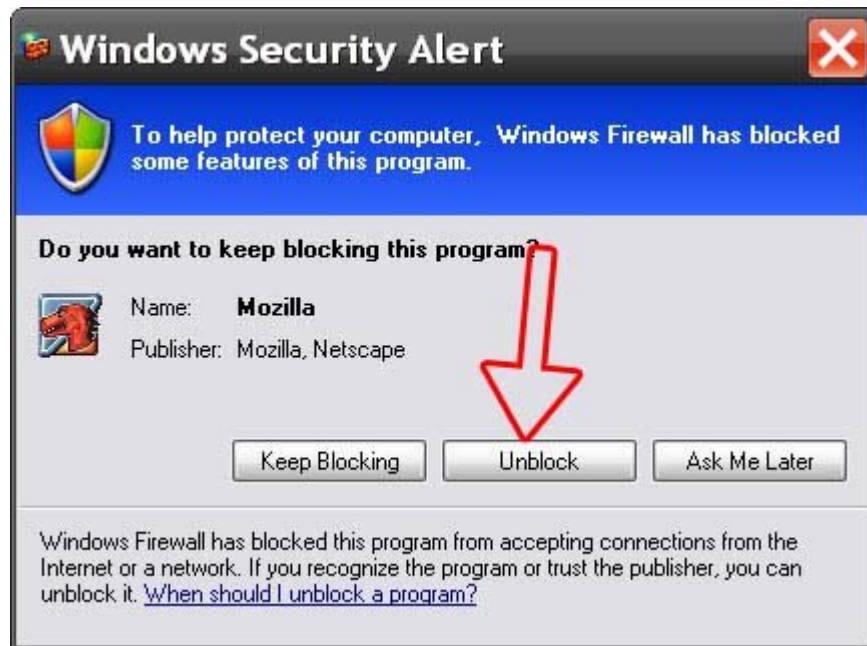 Windows Security Alert
To help protect your computer, Windows Firewall has blocked
some features of this program.
Do you want to keep blocking this program?
Name: Mozilla
Publisher: Mozilla, Netscape
Keep Blocking Unblock Ask Me Later
Windows Firewall has blocked this program from accepting connections from the
Internet or a network. If you recognize the program or trust the publisher, you can
unblock it. When should I unblock a program?